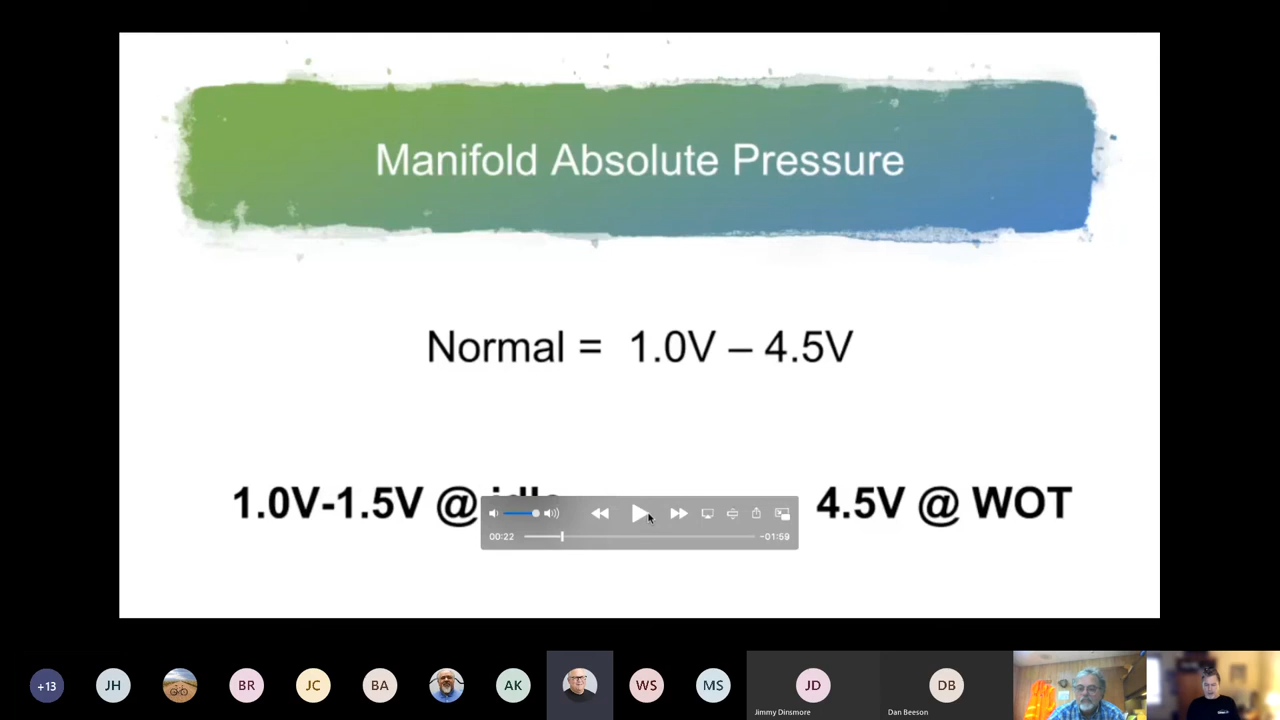 Manifold Absolute Pressure
Normal = 1.0V – 4.5V
1.0V-1.5V @ idle
4.5V @ WOT
00:22
-01:59
+13
JH
BR
JC
BA
AK
WS
MS
JD
DB
Jimmy Dinsmore
Dan Beeson